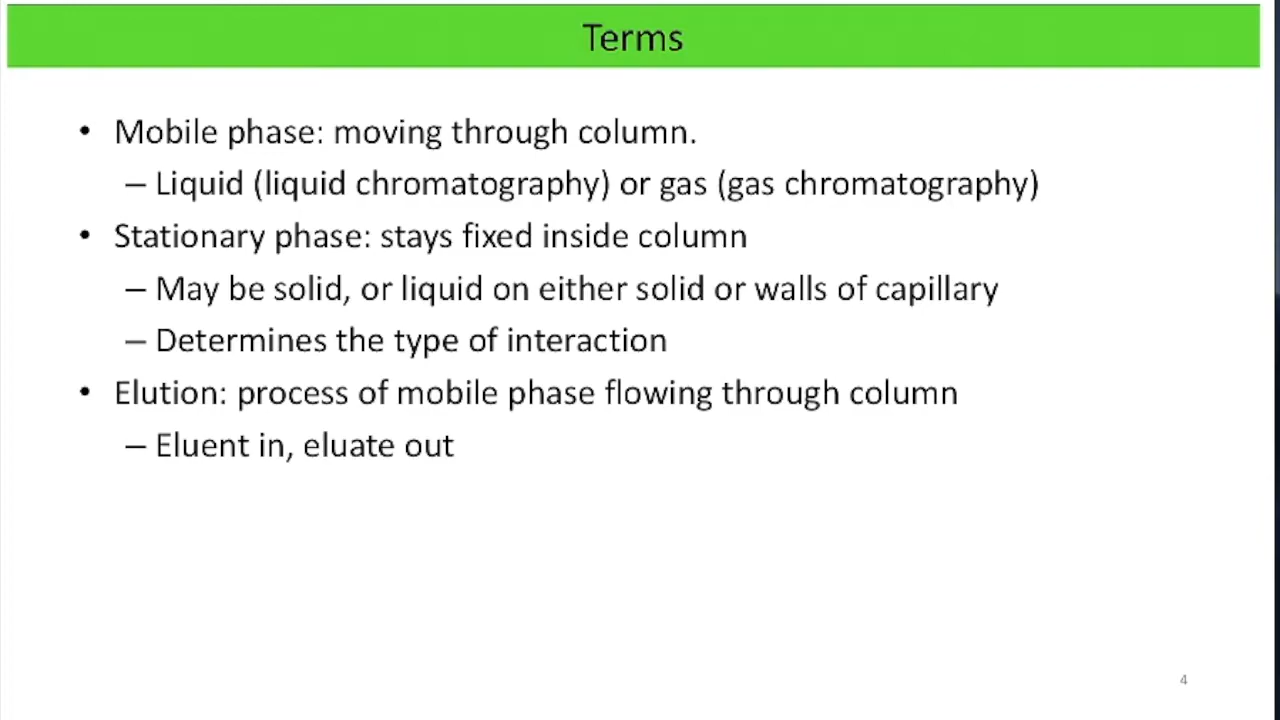 Terms
• Mobile phase: moving through column.
– Liquid (liquid chromatography) or gas (gas chromatography)
• Stationary phase: stays fixed inside column
– May be solid, or liquid on either solid or walls of capillary
– Determines the type of interaction
• Elution: process of mobile phase flowing through column
– Eluent in, eluate out
4